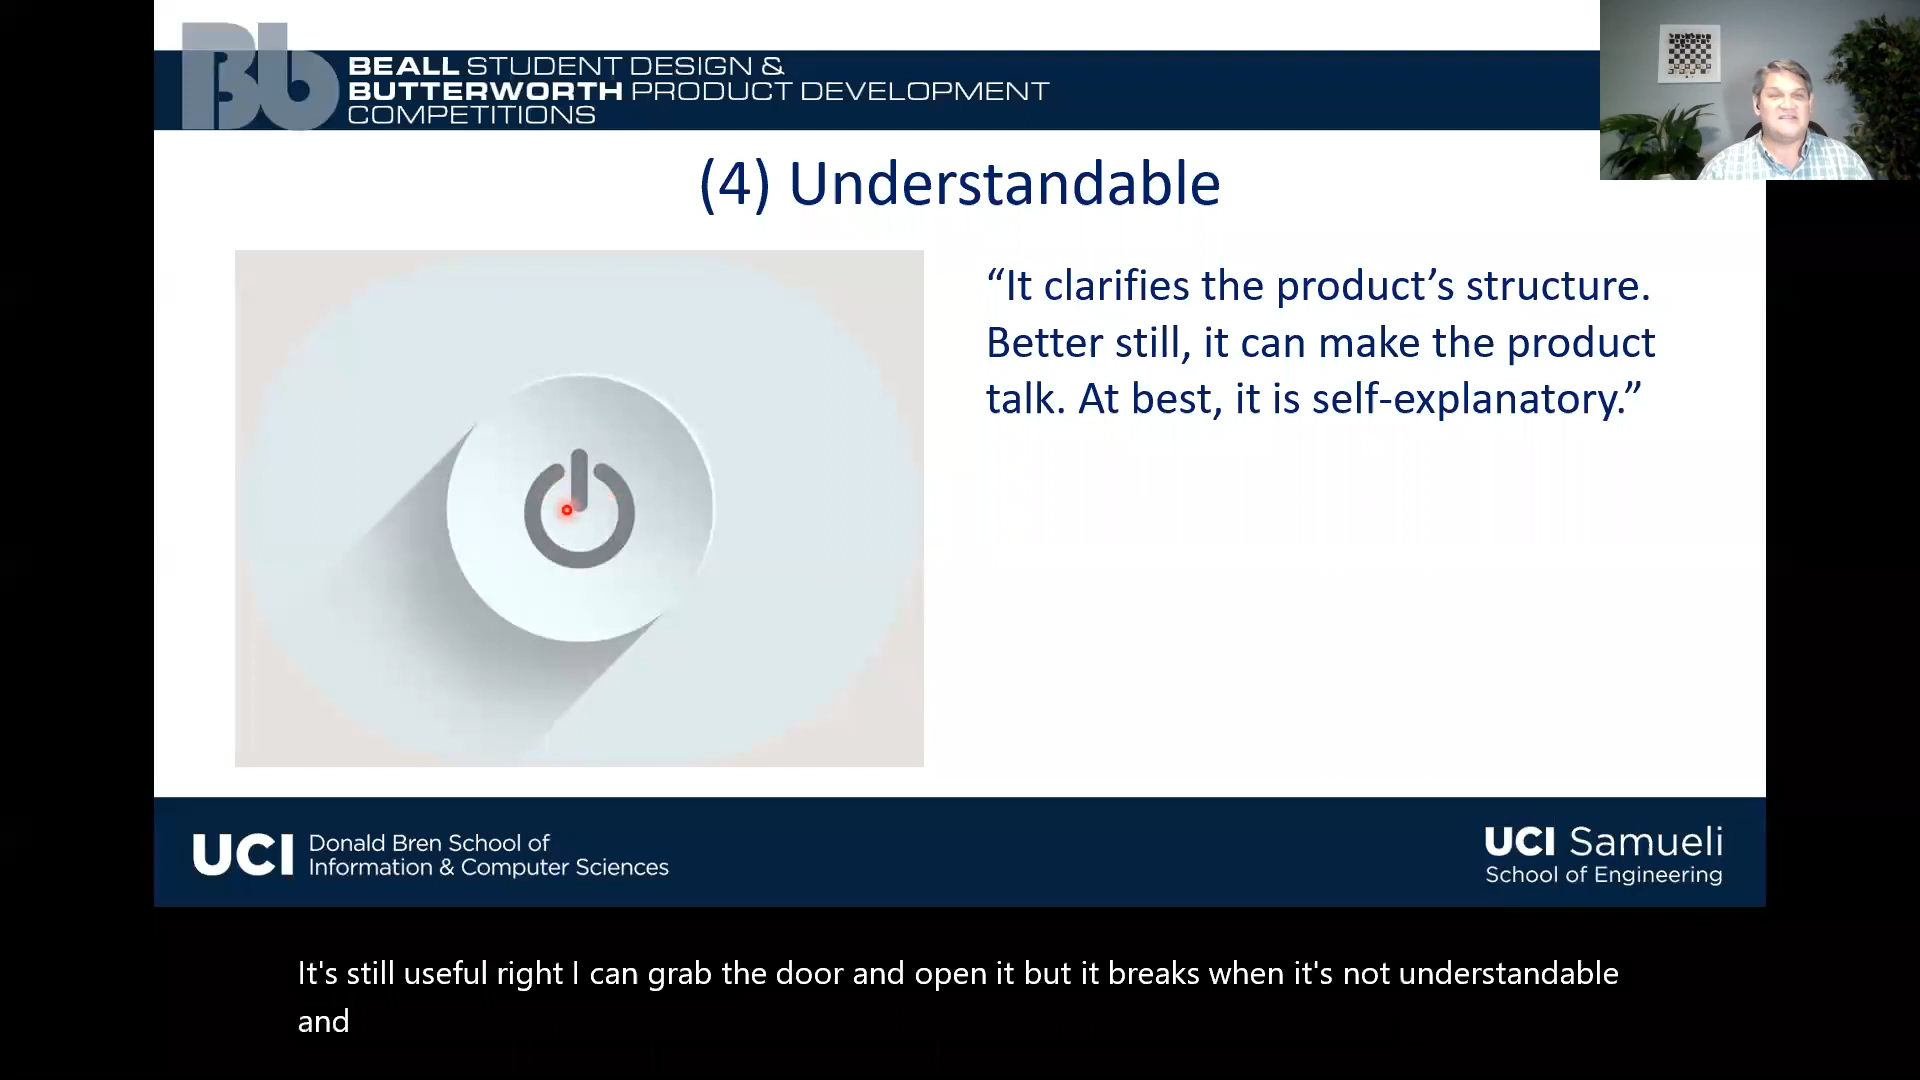 Bb
BEALL STUDENT DESIGN &
BUTTERWORTH PRODUCT DEVELOPMENT
COMPETITIONS
(4) Understandable
“It clarifies the product’s structure.
Better still, it can make the product
talk. At best, it is self-explanatory.”
UCI Donald Bren School of
Information & Computer Sciences
UCI Samueli
School of Engineering
It's still useful right I can grab the door and open it but it breaks when it's not understandable
and